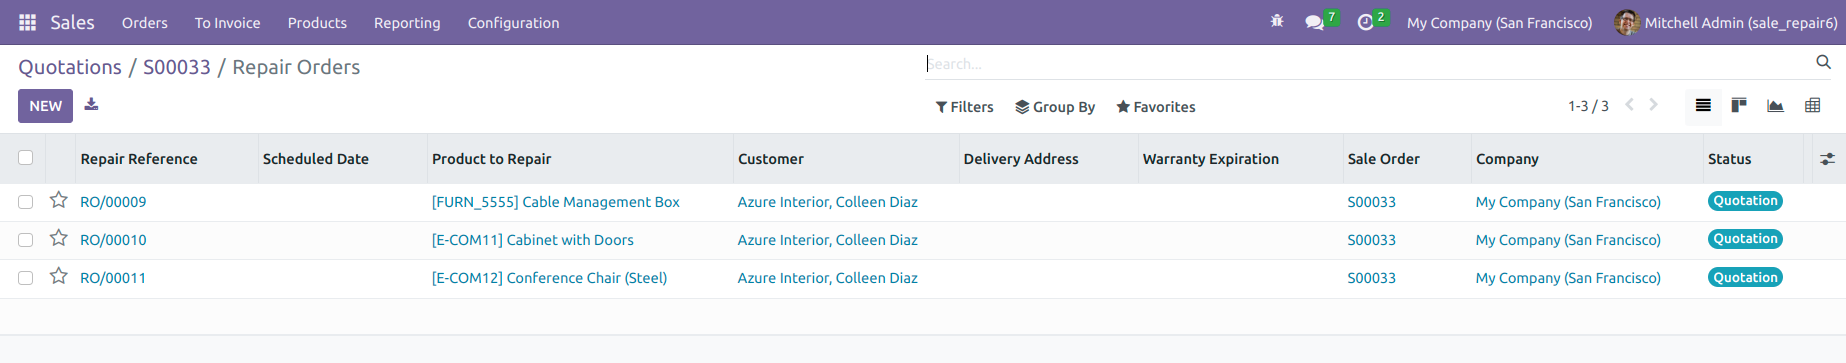 Sales Orders To Invoice Products Reporting Configuration 7 2 My Company (San Francisco) Mitchell Admin (sale_repair6)
Quotations / S00033 / Repair Orders Search...
NEW Filters Group By Favorites 1-3 / 3
Repair Reference Scheduled Date Product to Repair Customer Delivery Address Warranty Expiration Sale Order Company Status
RO/00009 [FURN_5555] Cable Management Box Azure Interior, Colleen Diaz S00033 My Company (San Francisco) Quotation
RO/00010 [E-COM11] Cabinet with Doors Azure Interior, Colleen Diaz S00033 My Company (San Francisco) Quotation
RO/00011 [E-COM12] Conference Chair (Steel) Azure Interior, Colleen Diaz S00033 My Company (San Francisco) Quotation